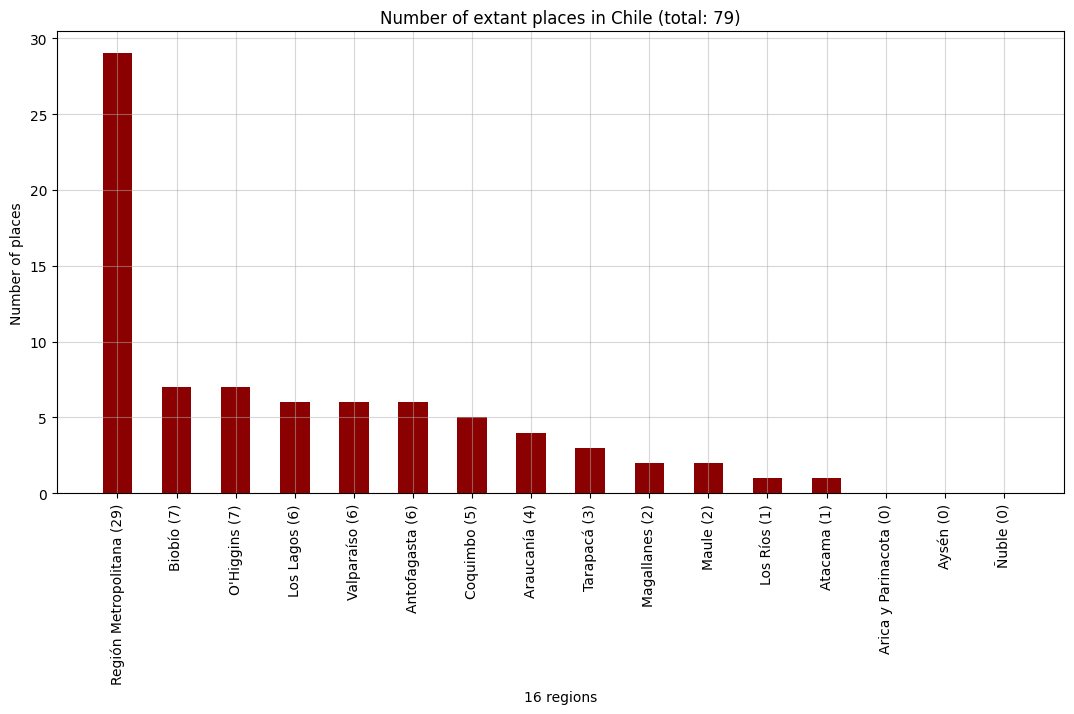 Number of extant places in Chile (total: 79)
Number of places
30
25
20
15
10
5
0
Región Metropolitana (29)
Biobío (7)
O'Higgins (7)
Los Lagos (6)
Valparaíso (6)
Antofagasta (6)
Coquimbo (5)
Araucanía (4)
Tarapacá (3)
Magallanes (2)
Maule (2)
Los Ríos (1)
Atacama (1)
Arica y Parinacota (0)
Aysén (0)
Ñuble (0)
16 regions